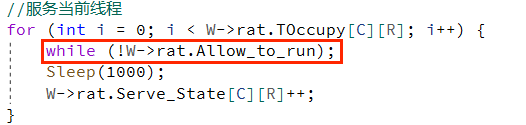 //服务当前线程
for (int i = 0; i < W->rat.TOccupy[C][R]; i++) {
while (!W->rat.Allow_to_run);
Sleep(1000);
W->rat.Serve_State[C][R]++;
}